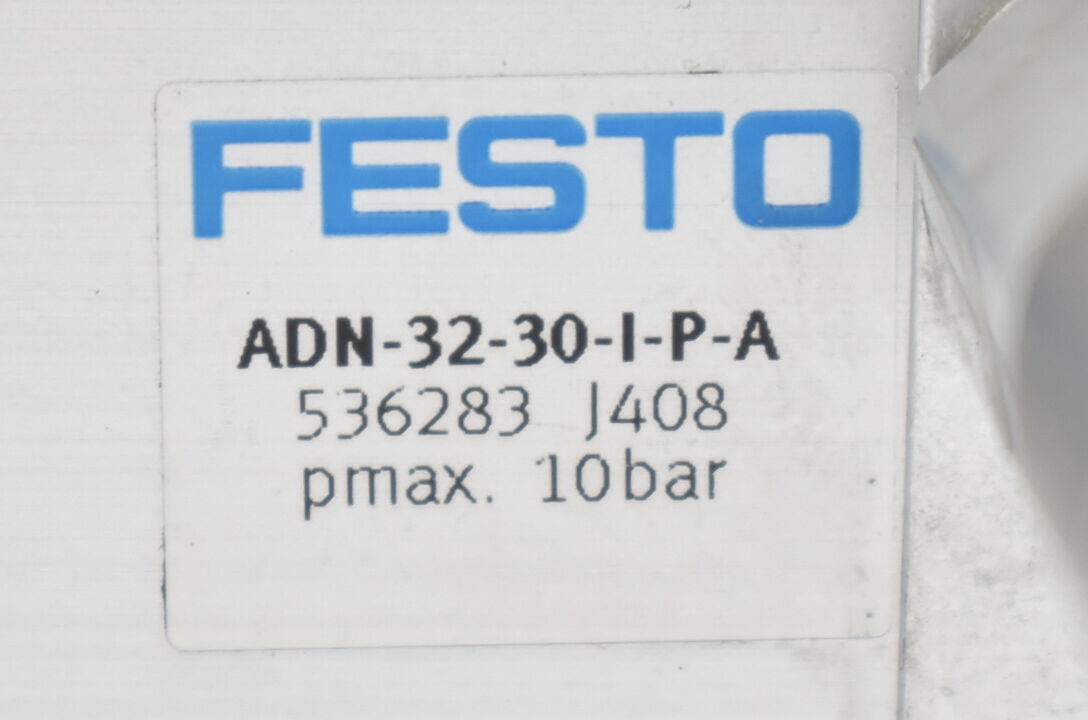 FESTO
ADN-32-30-I-P-A
536283 J408
pmax. 10bar